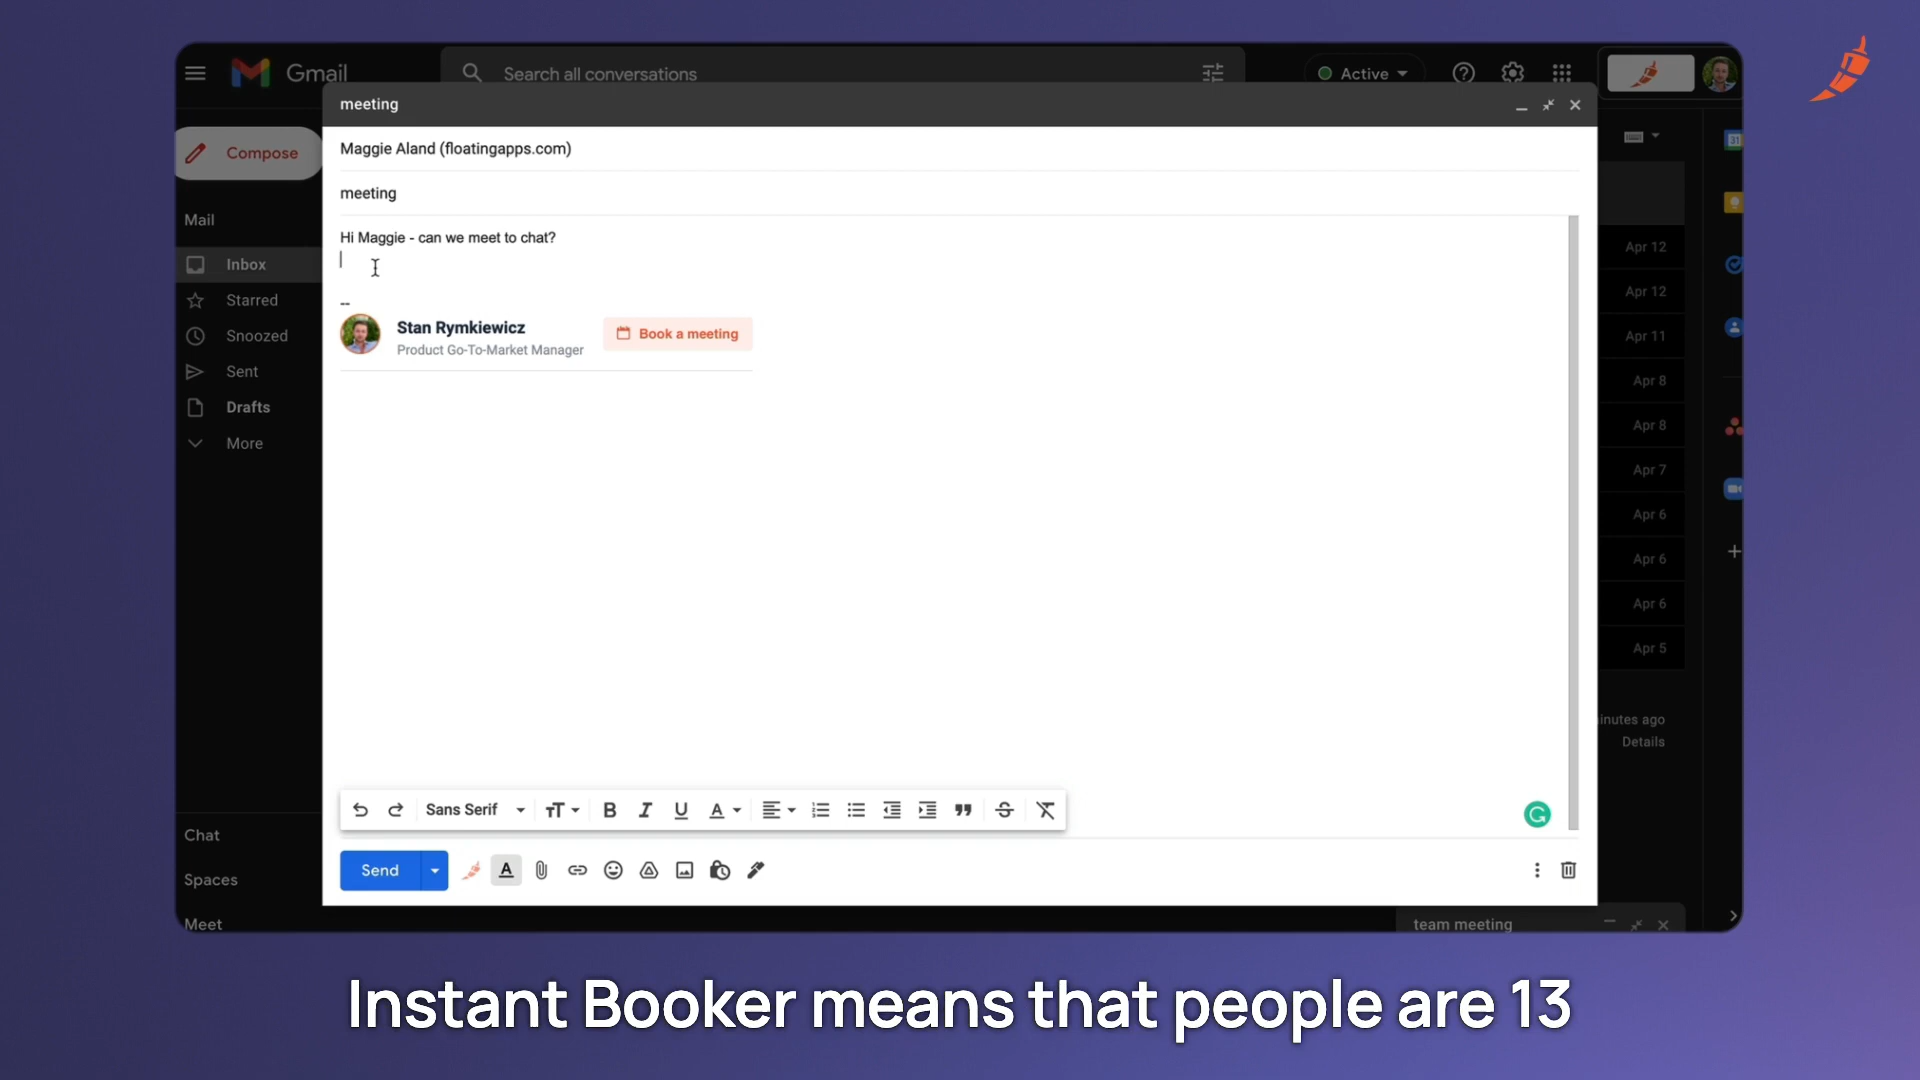 Gmail
Search all conversations
Active
meeting
Compose
Maggie Aland (floatingapps.com)
meeting
Mail
Hi Maggie - can we meet to chat?
Inbox
Starred
Snoozed
Sent
Drafts
More
--
Stan Rymkiewicz
Product Go-To-Market Manager
Book a meeting
31
Apr 12
Apr 12
Apr 11
Apr 8
Apr 8
Apr 7
Apr 6
Apr 6
Apr 6
Apr 5
inutes ago
Details
Sans Serif
Send
Chat
Spaces
Meet
team meeting
Instant Booker means that people are 13